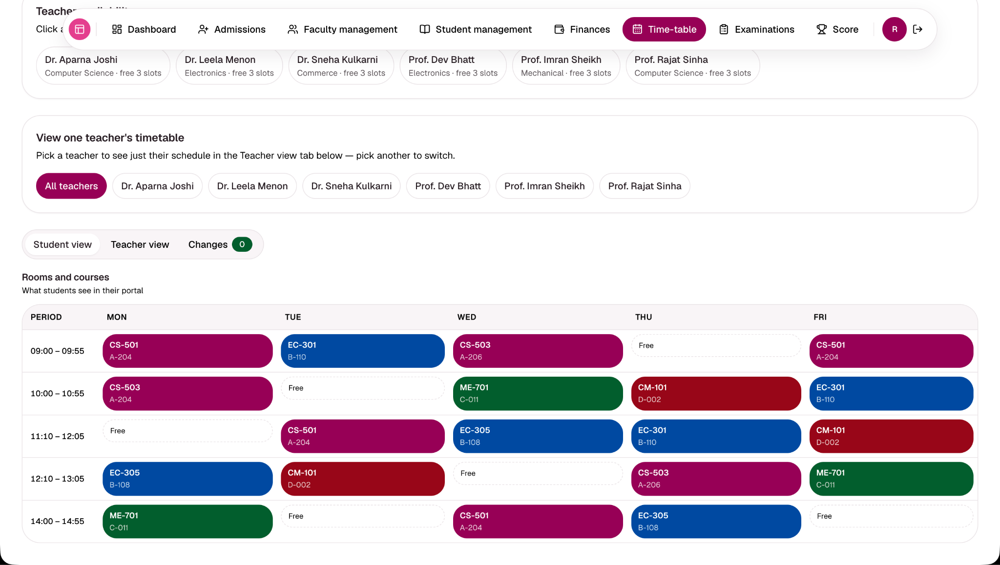 Teacher
Click a
Dashboard
Admissions
Faculty management
Student management
Finances
Time-table
Examinations
Score
R
Dr. Aparna Joshi
Computer Science · free 3 slots
Dr. Leela Menon
Electronics · free 3 slots
Dr. Sneha Kulkarni
Commerce · free 3 slots
Prof. Dev Bhatt
Electronics · free 3 slots
Prof. Imran Sheikh
Mechanical · free 3 slots
Prof. Rajat Sinha
Computer Science · free 3 slots
View one teacher's timetable
Pick a teacher to see just their schedule in the Teacher view tab below — pick another to switch.
All teachers
Dr. Aparna Joshi
Dr. Leela Menon
Dr. Sneha Kulkarni
Prof. Dev Bhatt
Prof. Imran Sheikh
Prof. Rajat Sinha
Student view
Teacher view
Changes 0
Rooms and courses
What students see in their portal
PERIOD MON TUE WED THU FRI
09:00 – 09:55
CS-501
A-204
EC-301
B-110
CS-503
A-206
Free
CS-501
A-204
10:00 – 10:55
CS-503
A-204
Free
ME-701
C-011
CM-101
D-002
EC-301
B-110
11:10 – 12:05
Free
CS-501
A-204
EC-305
B-108
EC-301
B-110
CM-101
D-002
12:10 – 13:05
EC-305
B-108
CM-101
D-002
Free
CS-503
A-206
ME-701
C-011
14:00 – 14:55
ME-701
C-011
Free
CS-501
A-204
EC-305
B-108
Free